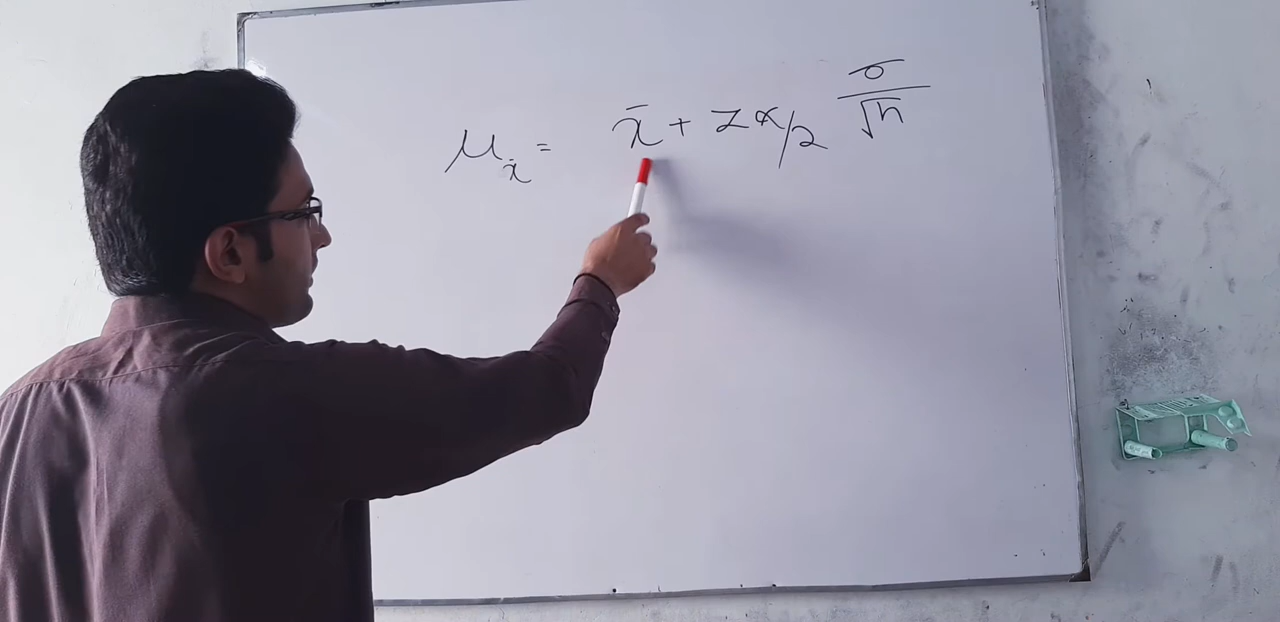 μx̄ = x̄ + Zα/2 σ/√n